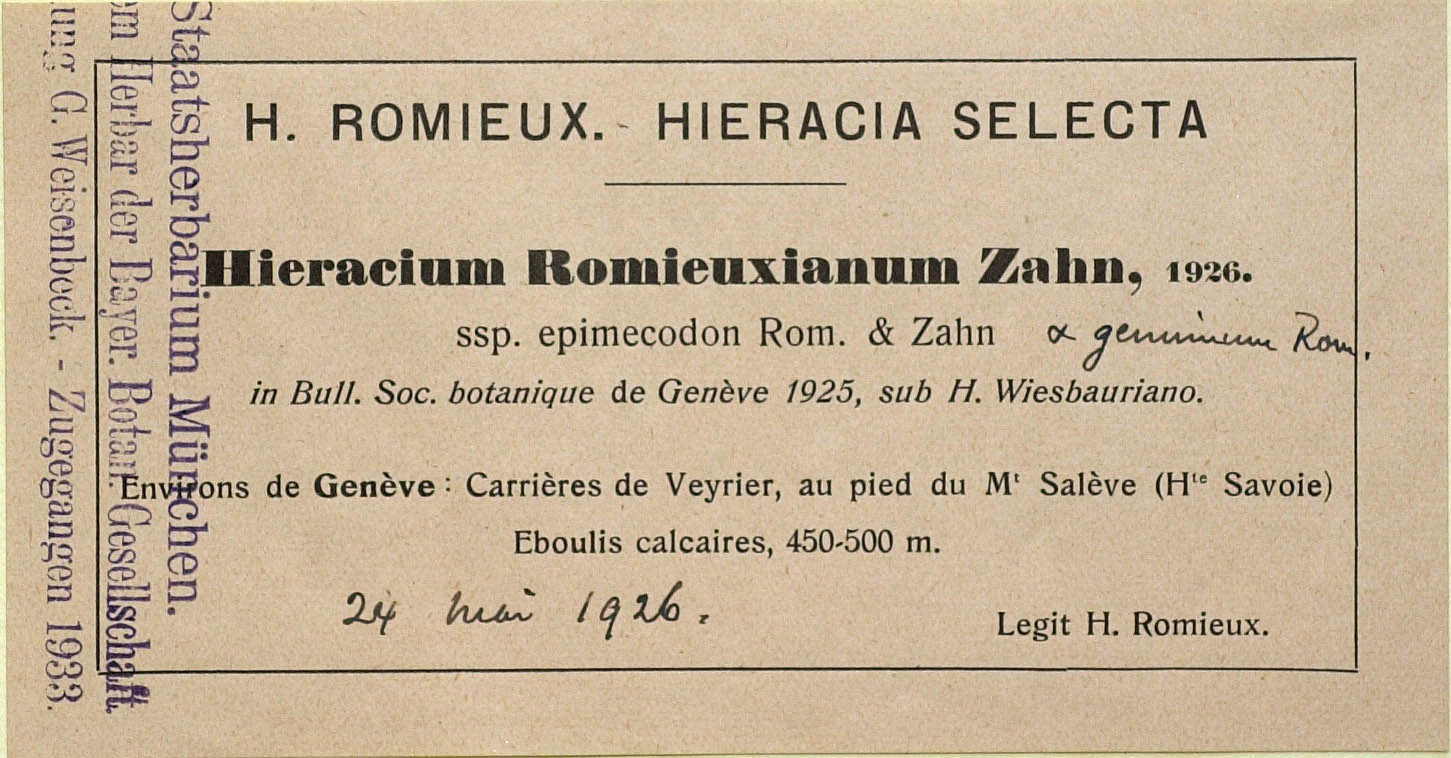 H. ROMIEUX. - HIERACIA SELECTA
Hieracium Romieuxianum Zahn, 1926.
ssp. epimecodon Rom. & Zahn α genuinum Rom.
in Bull. Soc. botanique de Genève 1925, sub H. Wiesbauriano.
Environs de Genève : Carrières de Veyrier, au pied du Mᵗ Salève (Hᵗᵉ Savoie)
Eboulis calcaires, 450-500 m.
24 mai 1926.
Legit H. Romieux.
Staatsherbarium München.
Herbar der Bayer. Botan. Gesellschaft.
G. Weisenbeck. - Zugegangen 1933.